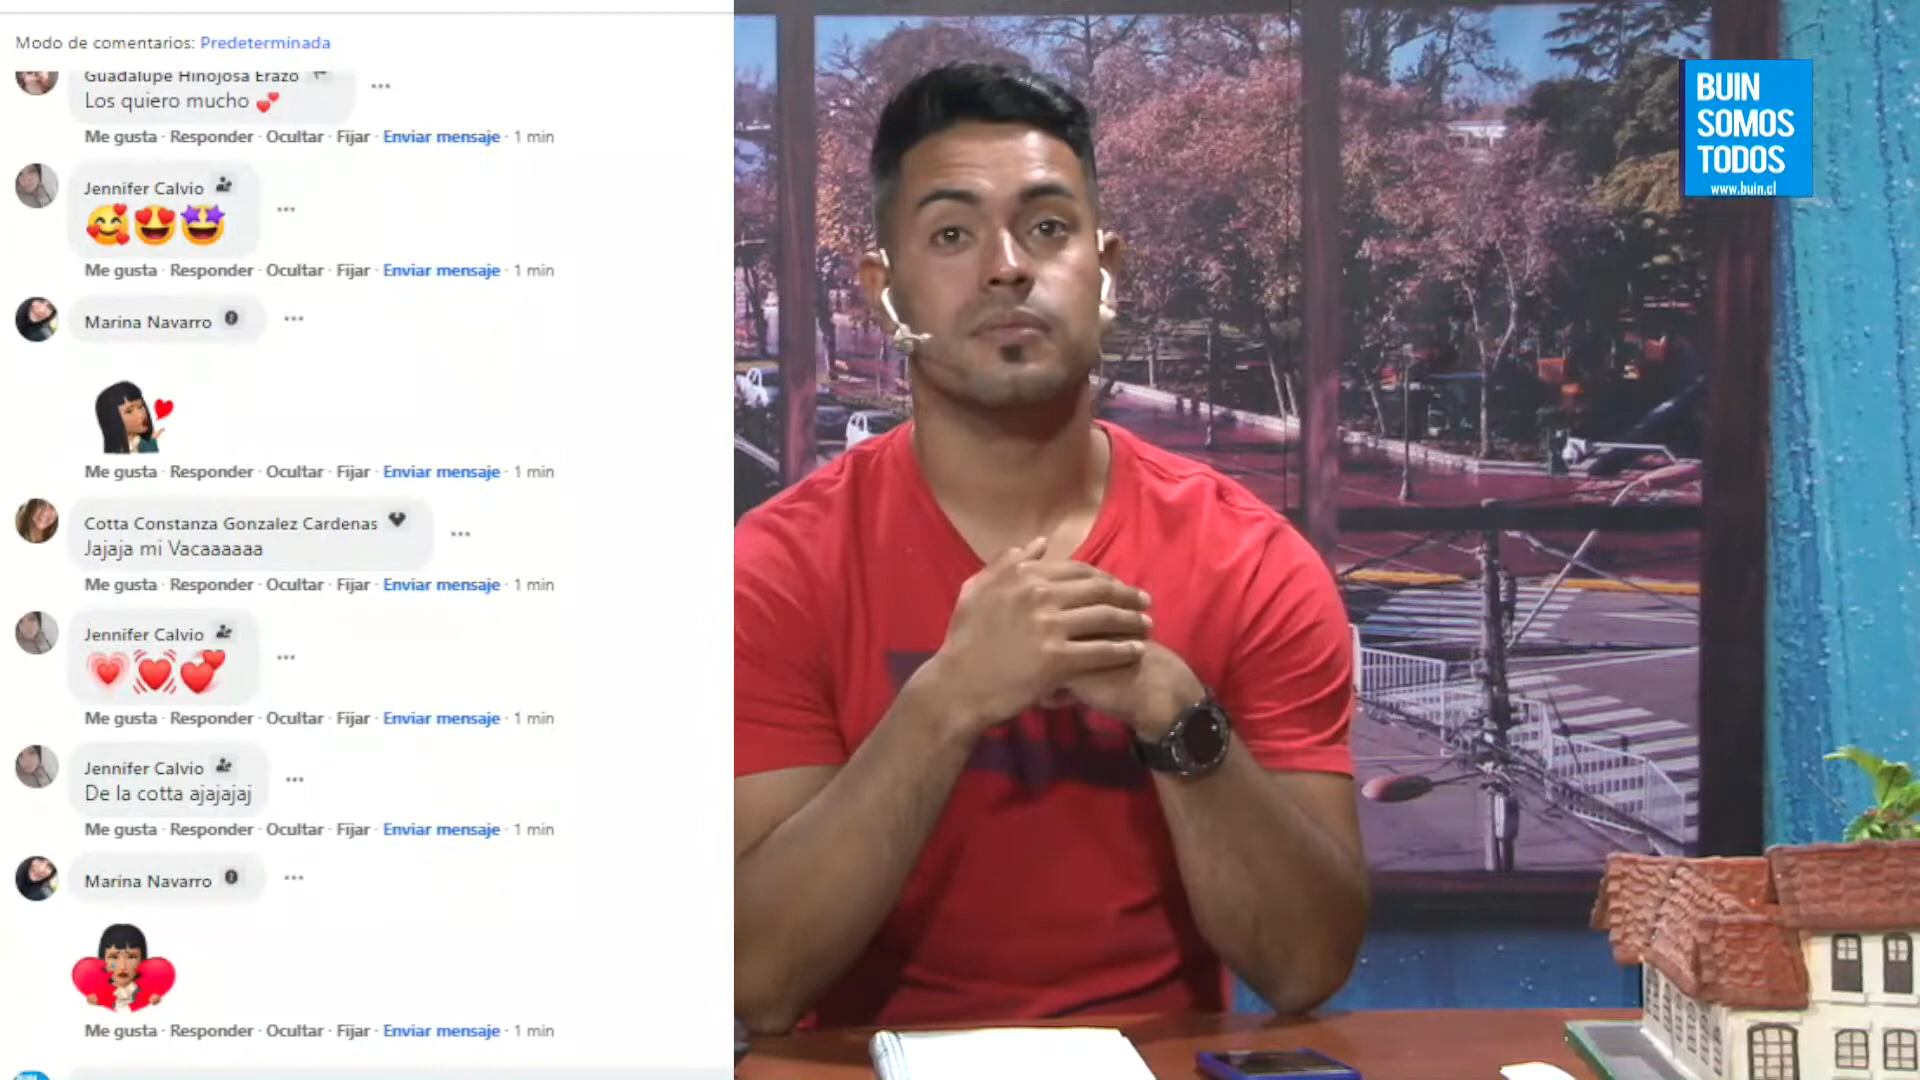 Modo de comentarios: Predeterminada
Guadalupe Hinojosa Erazo
Los quiero mucho 💕
Me gusta · Responder · Ocultar · Fijar · Enviar mensaje · 1 min
Jennifer Calvio
🥰😍🤩
Me gusta · Responder · Ocultar · Fijar · Enviar mensaje · 1 min
Marina Navarro
Me gusta · Responder · Ocultar · Fijar · Enviar mensaje · 1 min
Cotta Constanza Gonzalez Cardenas
Jajaja mi Vacaaaaaa
Me gusta · Responder · Ocultar · Fijar · Enviar mensaje · 1 min
Jennifer Calvio
💗💓💞
Me gusta · Responder · Ocultar · Fijar · Enviar mensaje · 1 min
Jennifer Calvio
De la cotta ajajajaj
Me gusta · Responder · Ocultar · Fijar · Enviar mensaje · 1 min
Marina Navarro
Me gusta · Responder · Ocultar · Fijar · Enviar mensaje · 1 min
BUIN
SOMOS
TODOS
www.buin.cl